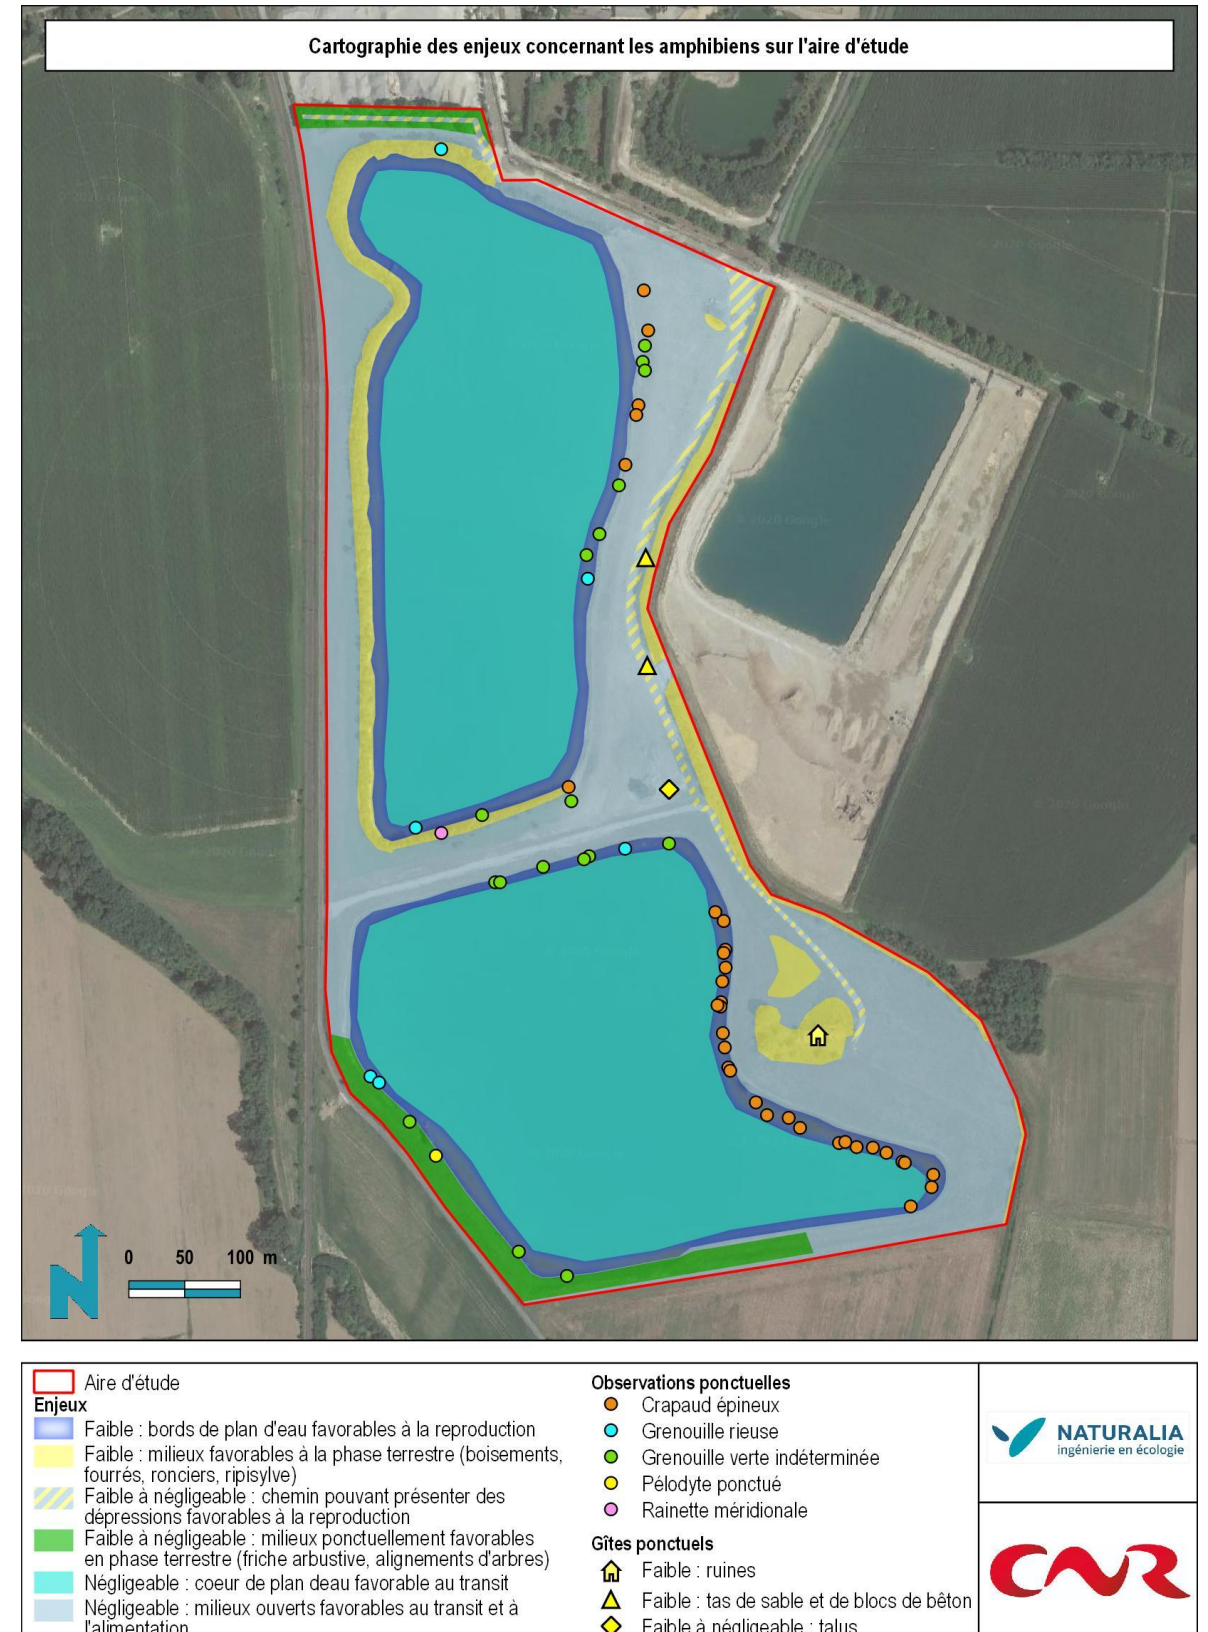 Cartographie des enjeux concernant les amphibiens sur l'aire d'étude
© 2020 Google
© 2020 Google
0 50 100 m
Aire d'étude
Enjeux
Faible : bords de plan d'eau favorables à la reproduction
Faible : milieux favorables à la phase terrestre (boisements,
fourrés, ronciers, ripisylve)
Faible à négligeable : chemin pouvant présenter des
dépressions favorables à la reproduction
Faible à négligeable : milieux ponctuellement favorables
en phase terrestre (friche arbustive, alignements d'arbres)
Négligeable : coeur de plan deau favorable au transit
Négligeable : milieux ouverts favorables au transit et à
l'alimentation
Observations ponctuelles
Crapaud épineux
Grenouille rieuse
Grenouille verte indéterminée
Pélodyte ponctué
Rainette méridionale
Gîtes ponctuels
Faible : ruines
Faible : tas de sable et de blocs de bêton
Faible à négligeable : talus
NATURALIA
ingénierie en écologie
CNR